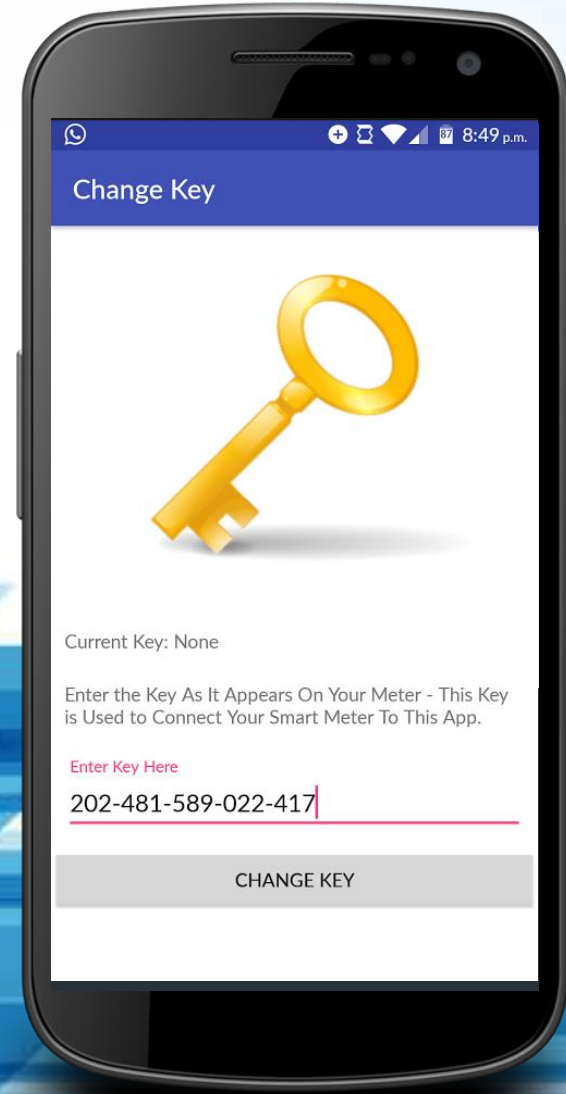 87 8:49 p.m.
Change Key
Current Key: None
Enter the Key As It Appears On Your Meter - This Key
is Used to Connect Your Smart Meter To This App.
Enter Key Here
202-481-589-022-417
CHANGE KEY